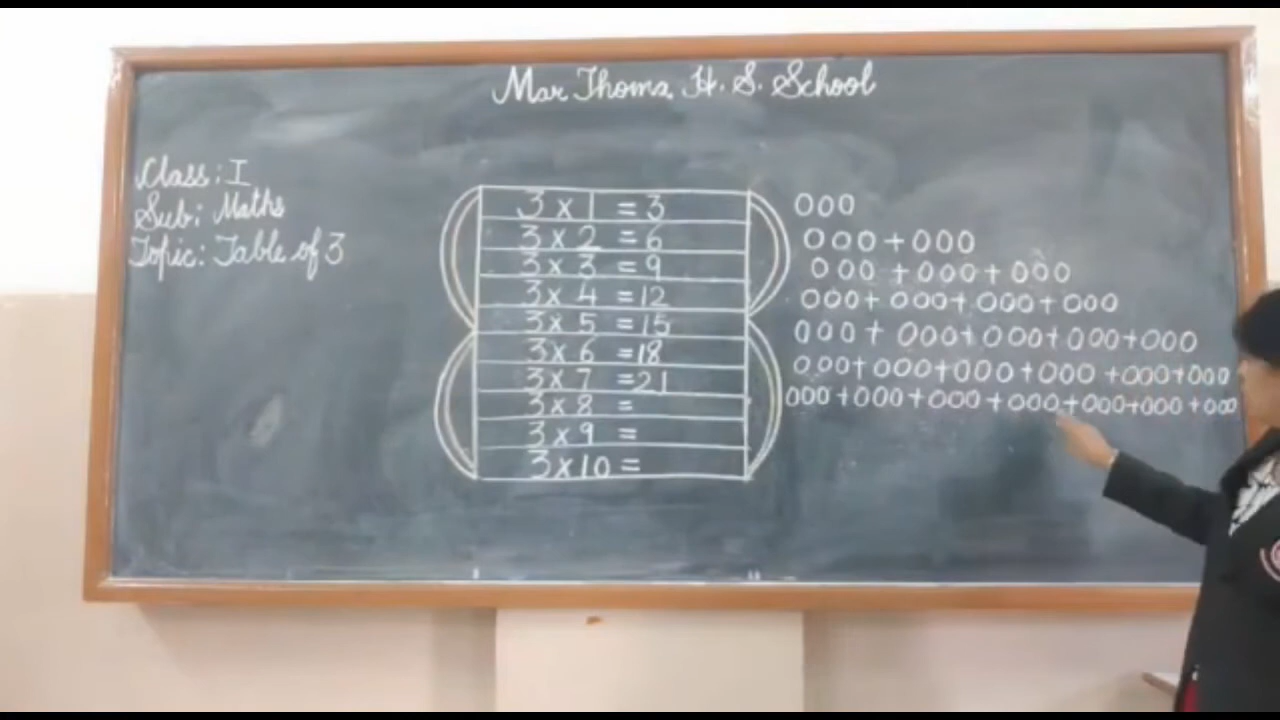 Mar Thoma H. S. School
Class: I
Sub: Maths
Topic: Table of 3
3 x 1 = 3 000
3 x 2 = 6 000 + 000
3 x 3 = 9 000 + 000 + 000
3 x 4 = 12 000 + 000 + 000 + 000
3 x 5 = 15 000 + 000 + 000 + 000 + 000
3 x 6 = 18 000 + 000 + 000 + 000 + 000 + 000
3 x 7 = 21 000 + 000 + 000 + 000 + 000 + 000 + 000
3 x 8 =
3 x 9 =
3 x 10 =